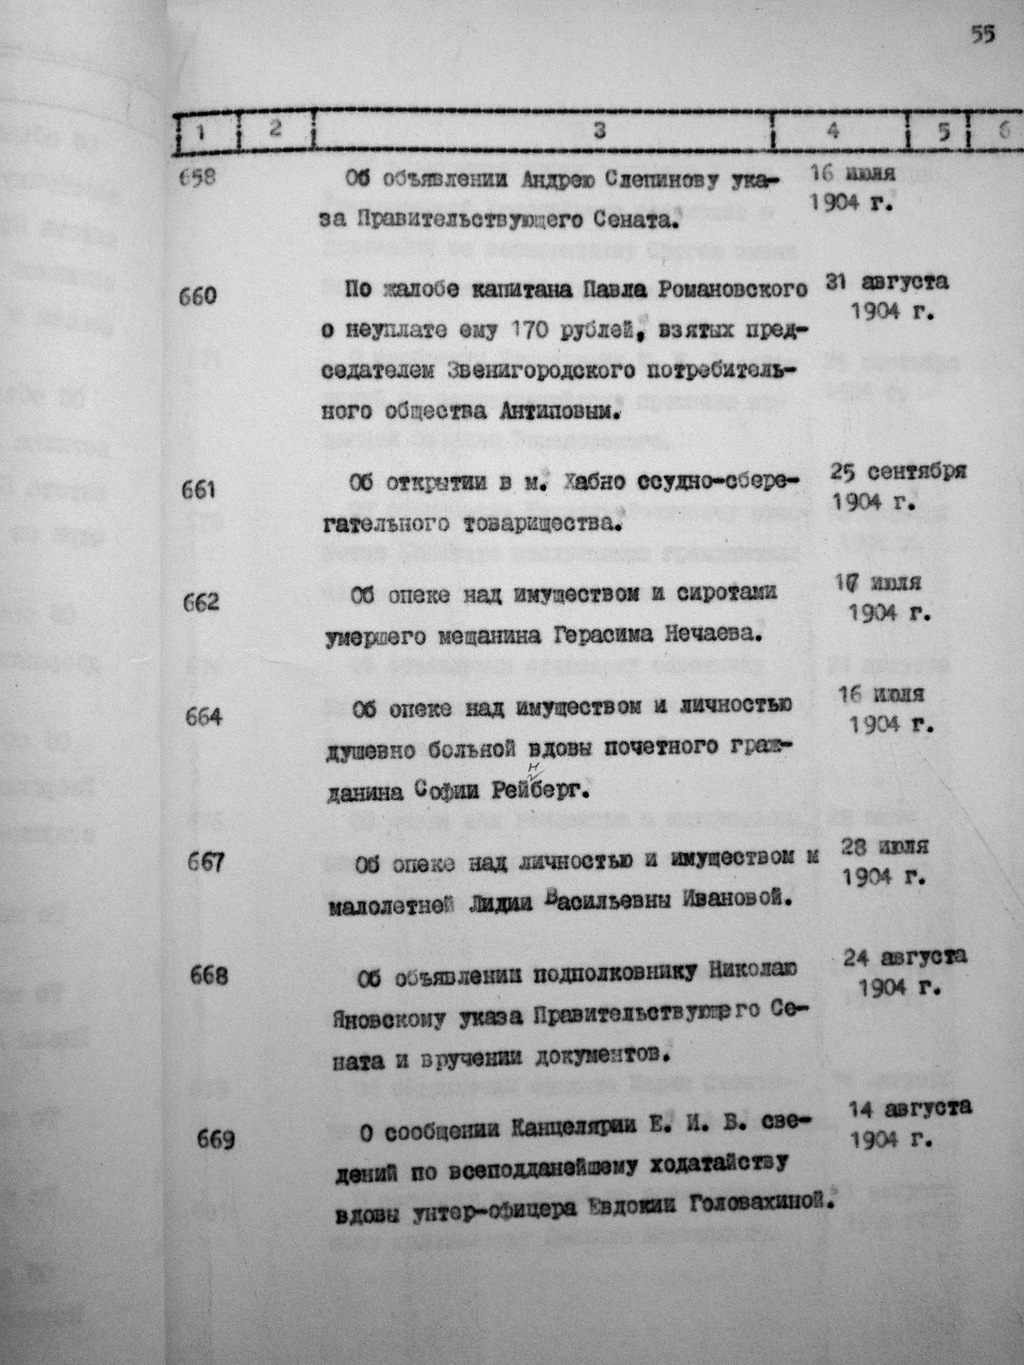 55
1 2 3 4 5 6
658 Об объявлении Андрею Слепинову ука- 16 июля
за Правительствующего Сената. 1904 г.
660 По жалобе капитана Павла Романовского 31 августа
о неуплате ему 170 рублей, взятых пред- 1904 г.
седателем Звенигородского потребитель-
ного общества Антиповым.
661 Об открытии в м. Хабно ссудно-сбере- 25 сентября
гательного товарищества. 1904 г.
662 Об опеке над имуществом и сиротами июля
умершего мещанина Герасима Нечаева. 1904 г.
664 Об опеке над имуществом и личностью 16 июля
душевно больной вдовы почетного граж- 1904 г.
н
данина Софии Рейберг.
667 Об опеке над личностью и имуществом м 28 июля
малолетней Лидии Васильевны Ивановой. 1904 г.
668 Об объявлении подполковнику Николаю 24 августа
Яновскому указа Правительствующего Се- 1904 г.
ната и вручении документов.
669 О сообщении Канцелярии Е. И. В. све- 14 августа
дений по всеподданейшему ходатайству 1904 г.
вдовы унтер-офицера Евдокии Головахиной.